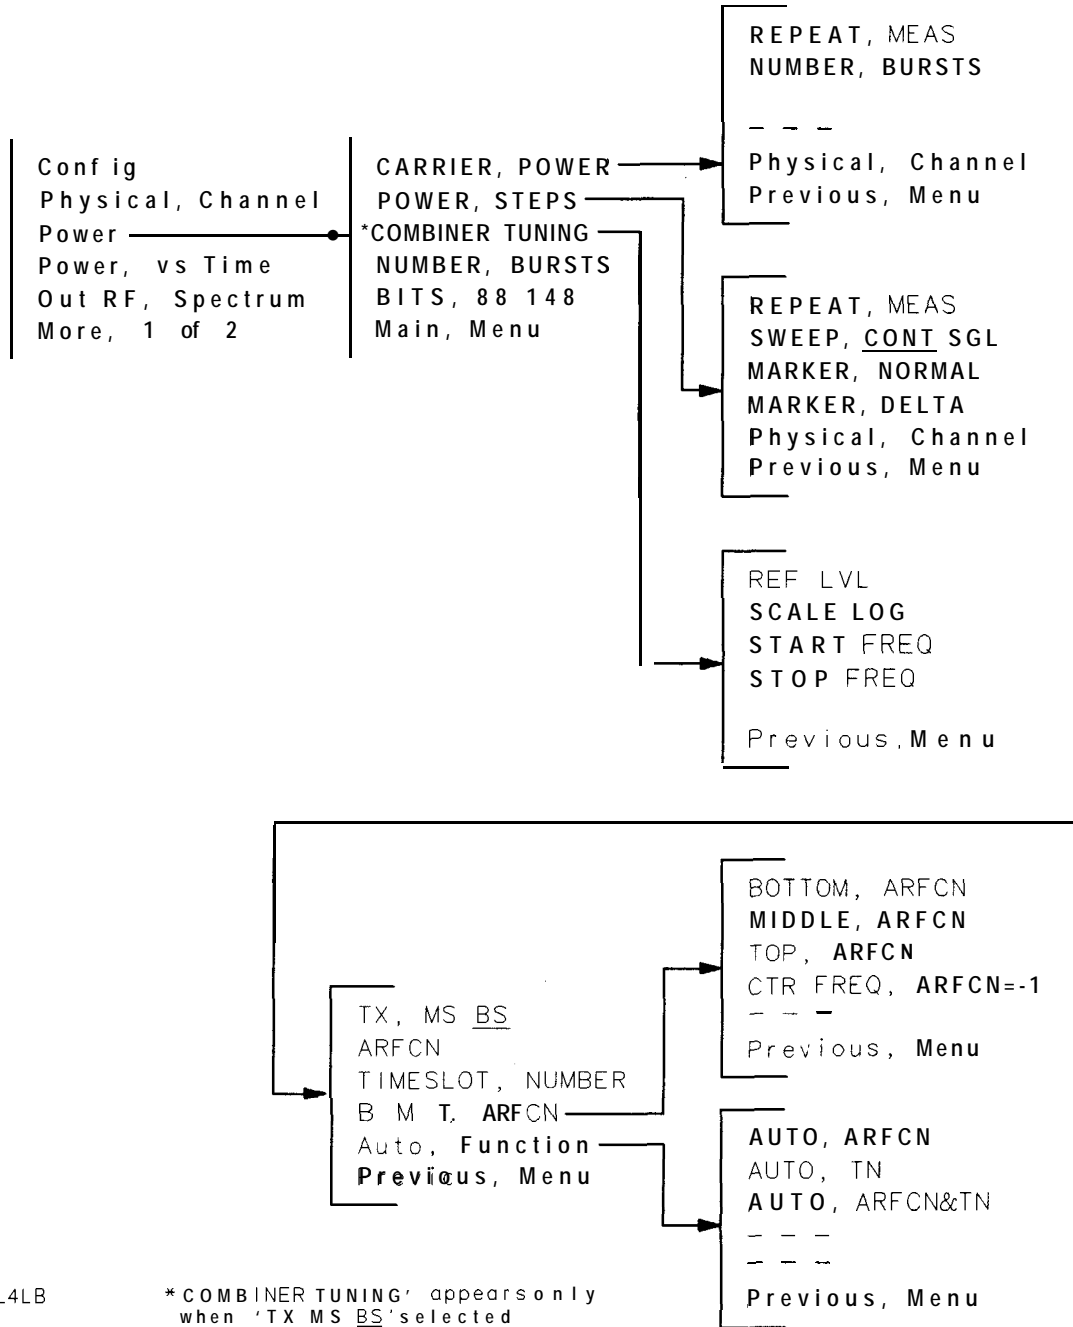 Config
Physical, Channel
Power
Power, vs Time
Out RF, Spectrum
More, 1 of 2
CARRIER, POWER
POWER, STEPS
*COMBINER TUNING
NUMBER, BURSTS
BITS, 88 148
Main, Menu
REPEAT, MEAS
NUMBER, BURSTS
– – –
Physical, Channel
Previous, Menu
REPEAT, MEAS
SWEEP, CONT SGL
MARKER, NORMAL
MARKER, DELTA
Physical, Channel
Previous, Menu
REF LVL
SCALE LOG
START FREQ
STOP FREQ
Previous, Menu
TX, MS BS
ARFCN
TIMESLOT, NUMBER
B M T, ARFCN
Auto, Function
Previous, Menu
BOTTOM, ARFCN
MIDDLE, ARFCN
TOP, ARFCN
CTR FREQ, ARFCN=-1
– – –
Previous, Menu
AUTO, ARFCN
AUTO, TN
AUTO, ARFCN&TN
– – –
– – –
Previous, Menu
L4LB
*COMBINER TUNING' appears only
when 'TX MS BS' selected